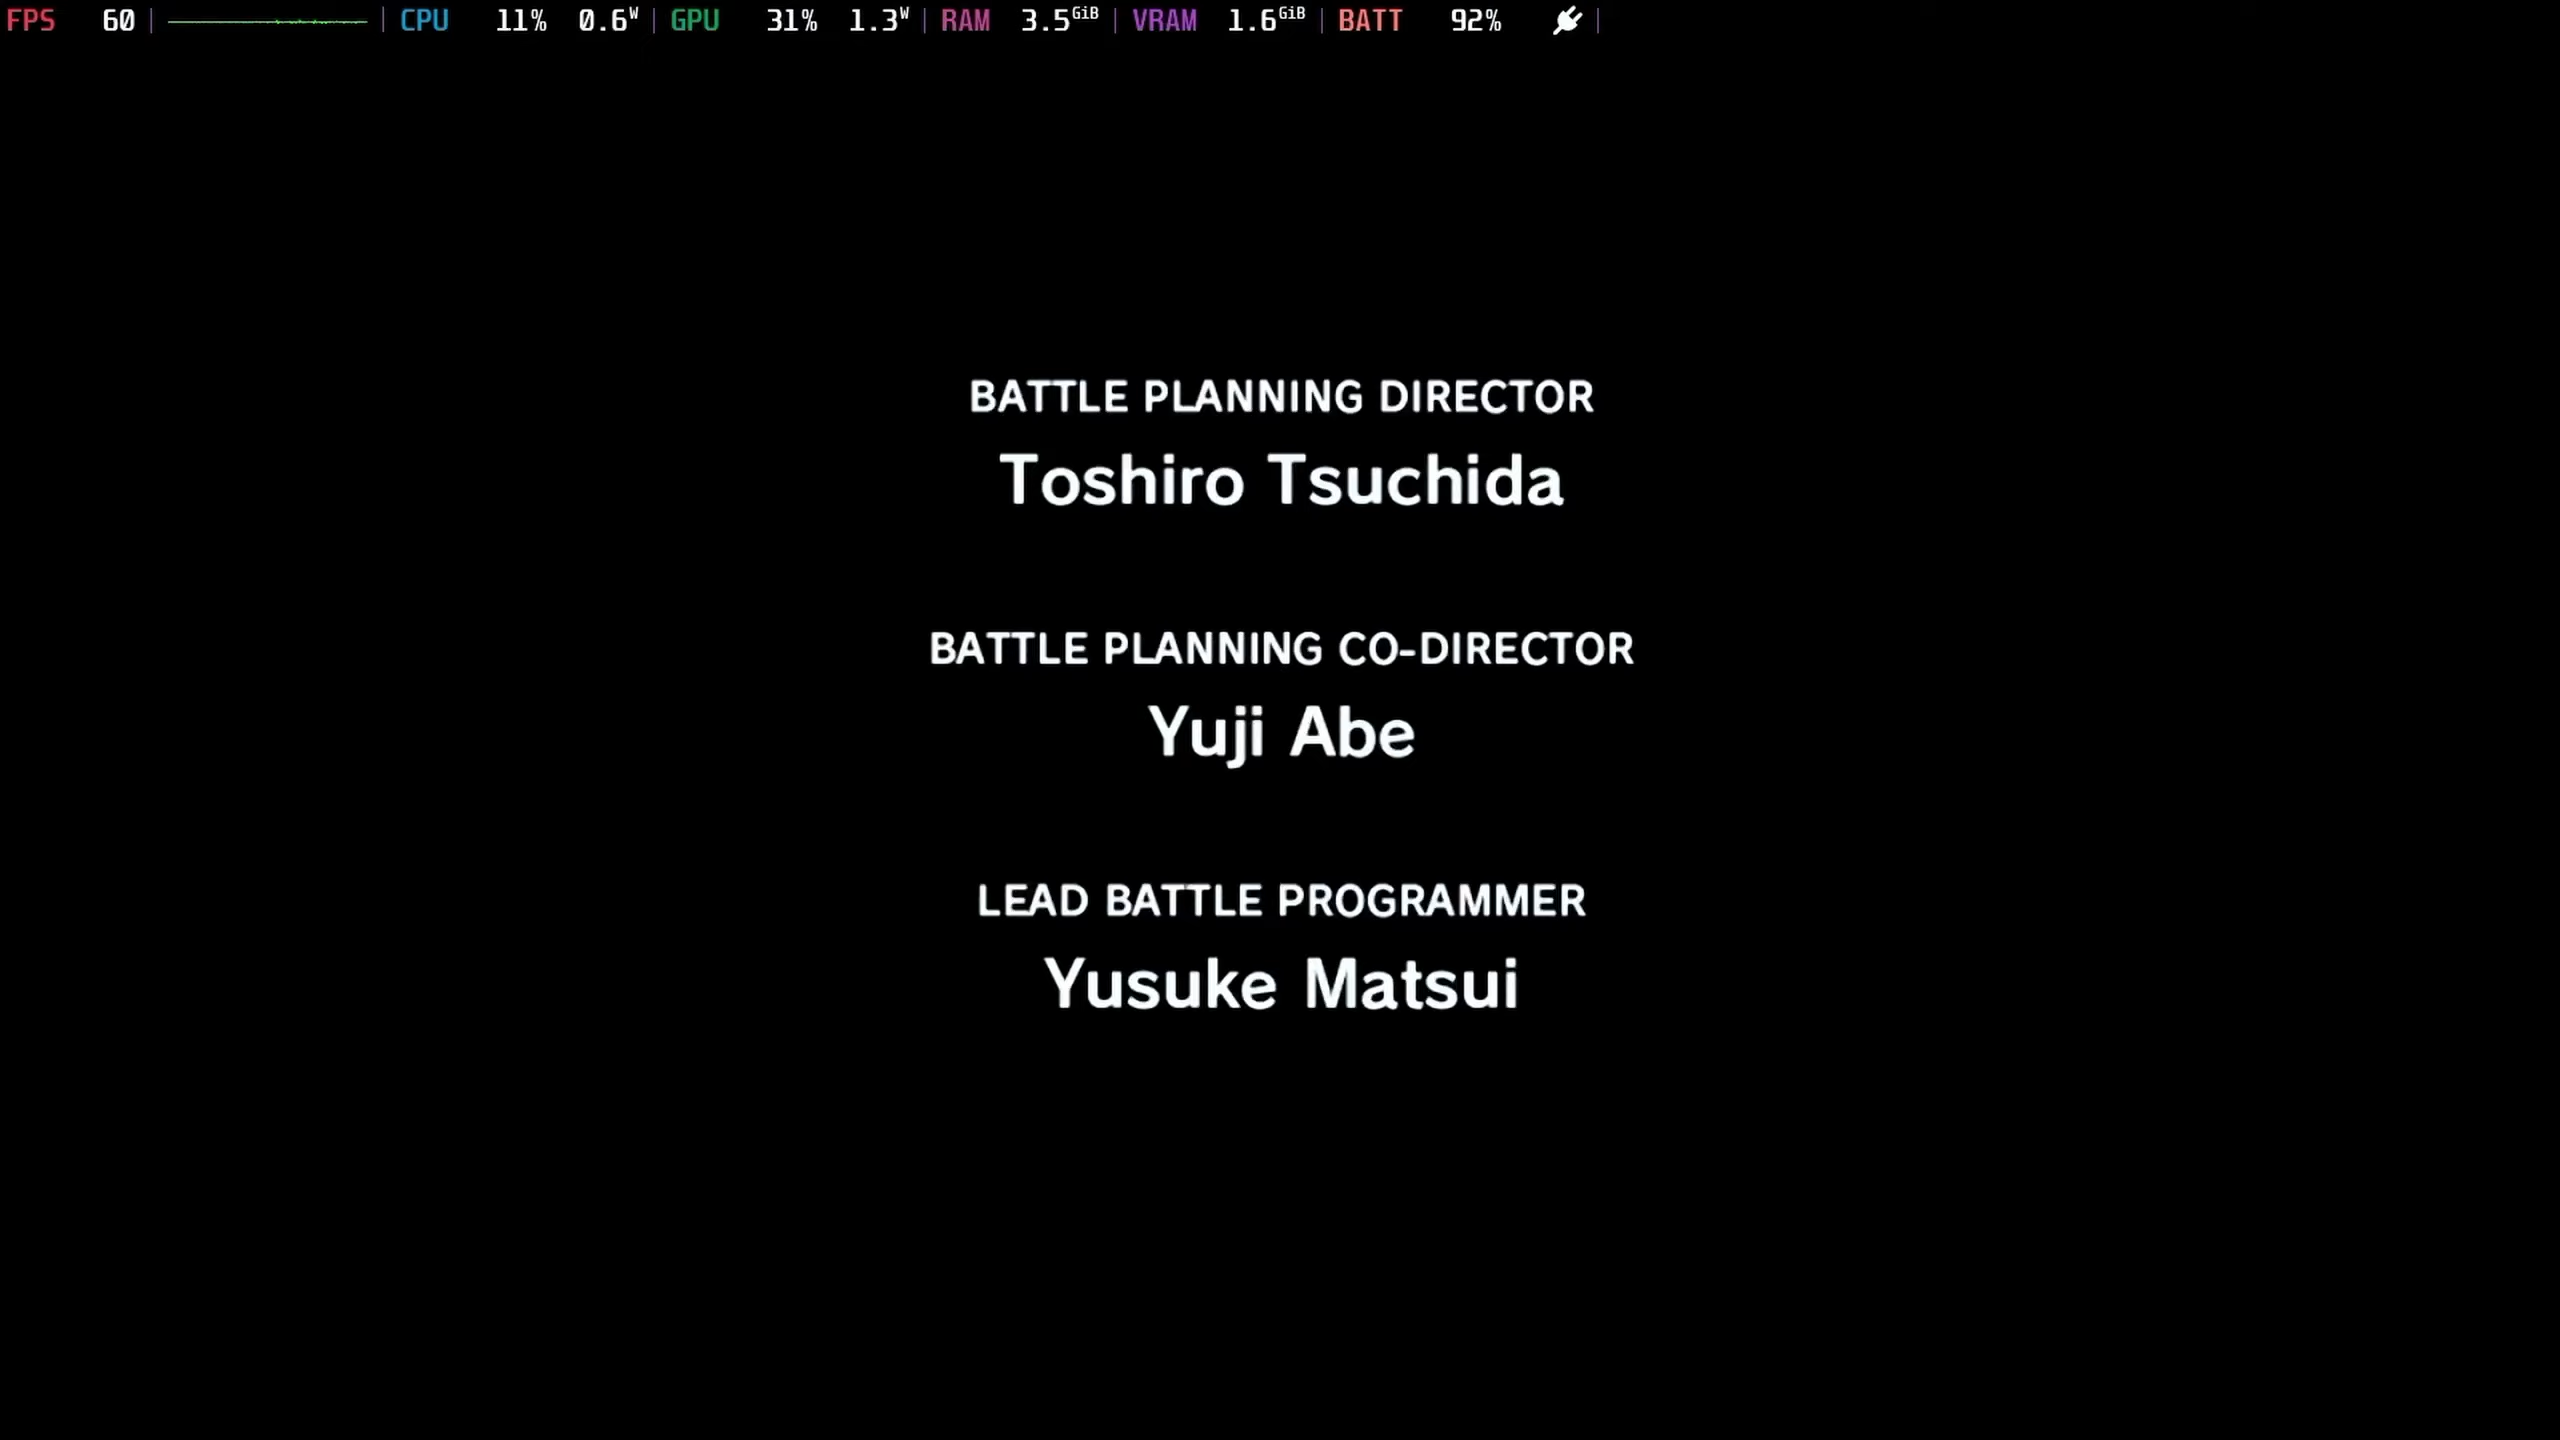 FPS 60 CPU 11% 0.6W GPU 31% 1.3W RAM 3.5GiB VRAM 1.6GiB BATT 92%
BATTLE PLANNING DIRECTOR
Toshiro Tsuchida
BATTLE PLANNING CO-DIRECTOR
Yuji Abe
LEAD BATTLE PROGRAMMER
Yusuke Matsui